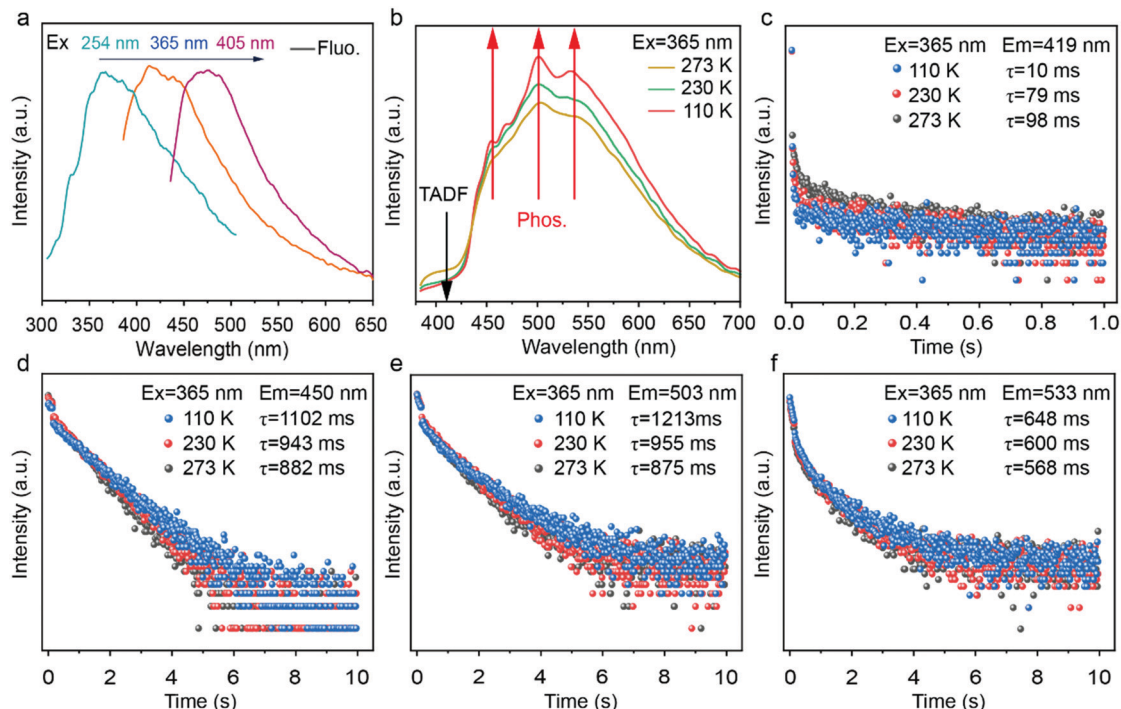 a
Ex 254 nm 365 nm 405 nm Fluo.
Intensity (a.u.)
300 350 400 450 500 550 600 650
Wavelength (nm)
b
Ex=365 nm
273 K
230 K
110 K
TADF
Phos.
Intensity (a.u.)
400 450 500 550 600 650 700
Wavelength (nm)
c
Ex=365 nm Em=419 nm
110 K τ=10 ms
230 K τ=79 ms
273 K τ=98 ms
Intensity (a.u.)
0.0 0.2 0.4 0.6 0.8 1.0
Time (s)
d
Ex=365 nm Em=450 nm
110 K τ=1102 ms
230 K τ=943 ms
273 K τ=882 ms
Intensity (a.u.)
0 2 4 6 8 10
Time (s)
e
Ex=365 nm Em=503 nm
110 K τ=1213ms
230 K τ=955 ms
273 K τ=875 ms
Intensity (a.u.)
0 2 4 6 8 10
Time (s)
f
Ex=365 nm Em=533 nm
110 K τ=648 ms
230 K τ=600 ms
273 K τ=568 ms
Intensity (a.u.)
0 2 4 6 8 10
Time (s)